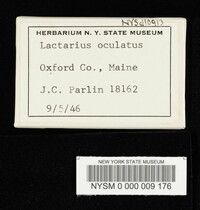 NYSd10913
HERBARIUM N. Y. STATE MUSEUM
Lactarius oculatus
Oxford Co., Maine
J.C. Parlin 18162
9/5/46
NEW YORK STATE MUSEUM
NYSM 0 000 009 176